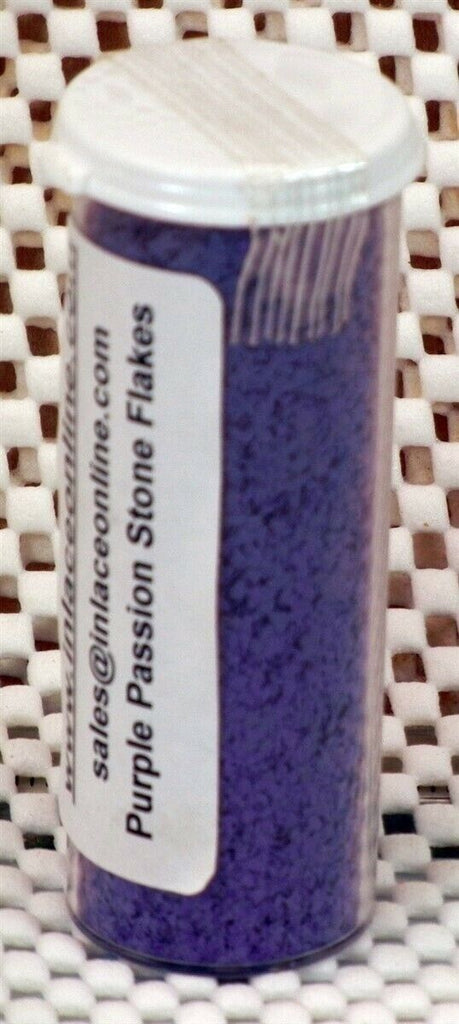 www.inlaceonline.com
sales@inlaceonline.com
Purple Passion Stone Flakes